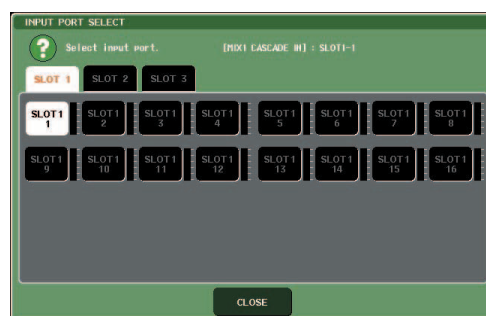 INPUT PORT SELECT
? Select input port. [MIX1 CASCADE IN] : SLOT1-1
SLOT 1 SLOT 2 SLOT 3
SLOT1 1 SLOT1 2 SLOT1 3 SLOT1 4 SLOT1 5 SLOT1 6 SLOT1 7 SLOT1 8
SLOT1 9 SLOT1 10 SLOT1 11 SLOT1 12 SLOT1 13 SLOT1 14 SLOT1 15 SLOT1 16
CLOSE